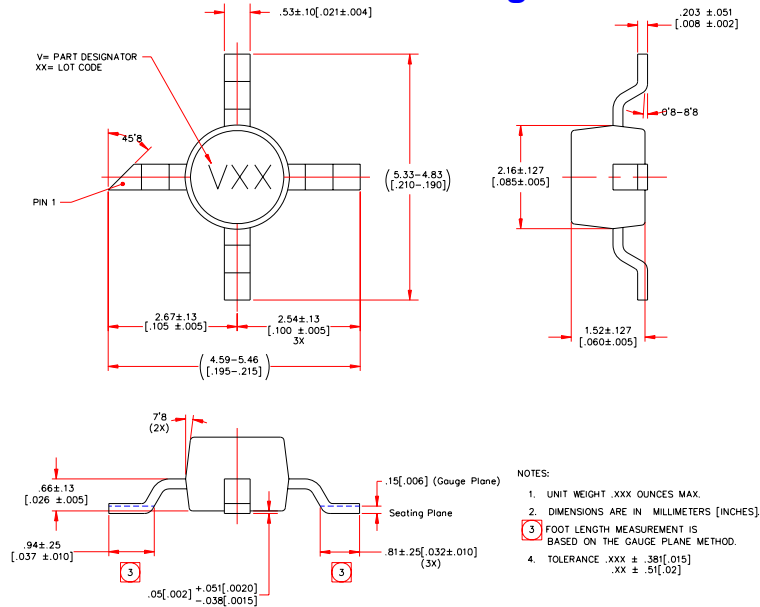 .53±.10[.021±.004]
.203 ±.051
[.008 ±.002]
V= PART DESIGNATOR
XX= LOT CODE
0°8-8°8
45°8
VXX
PIN 1
5.33-4.83
[.210-.190]
2.16±.127
[.085±.005]
2.67±.13
[.105 ±.005]
2.54±.13
[.100 ±.005]
3X
1.52±.127
[.060±.005]
4.59-5.46
[.195-.215]
7°8
(2X)
.66±.13
[.026 ±.005]
.15[.006] (Gauge Plane)
Seating Plane
.94±.25
[.037 ±.010]
3
3
.81±.25[.032±.010]
(3X)
.05[.002] +.051[.0020]
-.038[.0015]
NOTES:
1. UNIT WEIGHT .XXX OUNCES MAX.
2. DIMENSIONS ARE IN MILLIMETERS [INCHES].
3 FOOT LENGTH MEASUREMENT IS
BASED ON THE GAUGE PLANE METHOD.
4. TOLERANCE .XXX ± .381[.015]
.XX ± .51[.02]